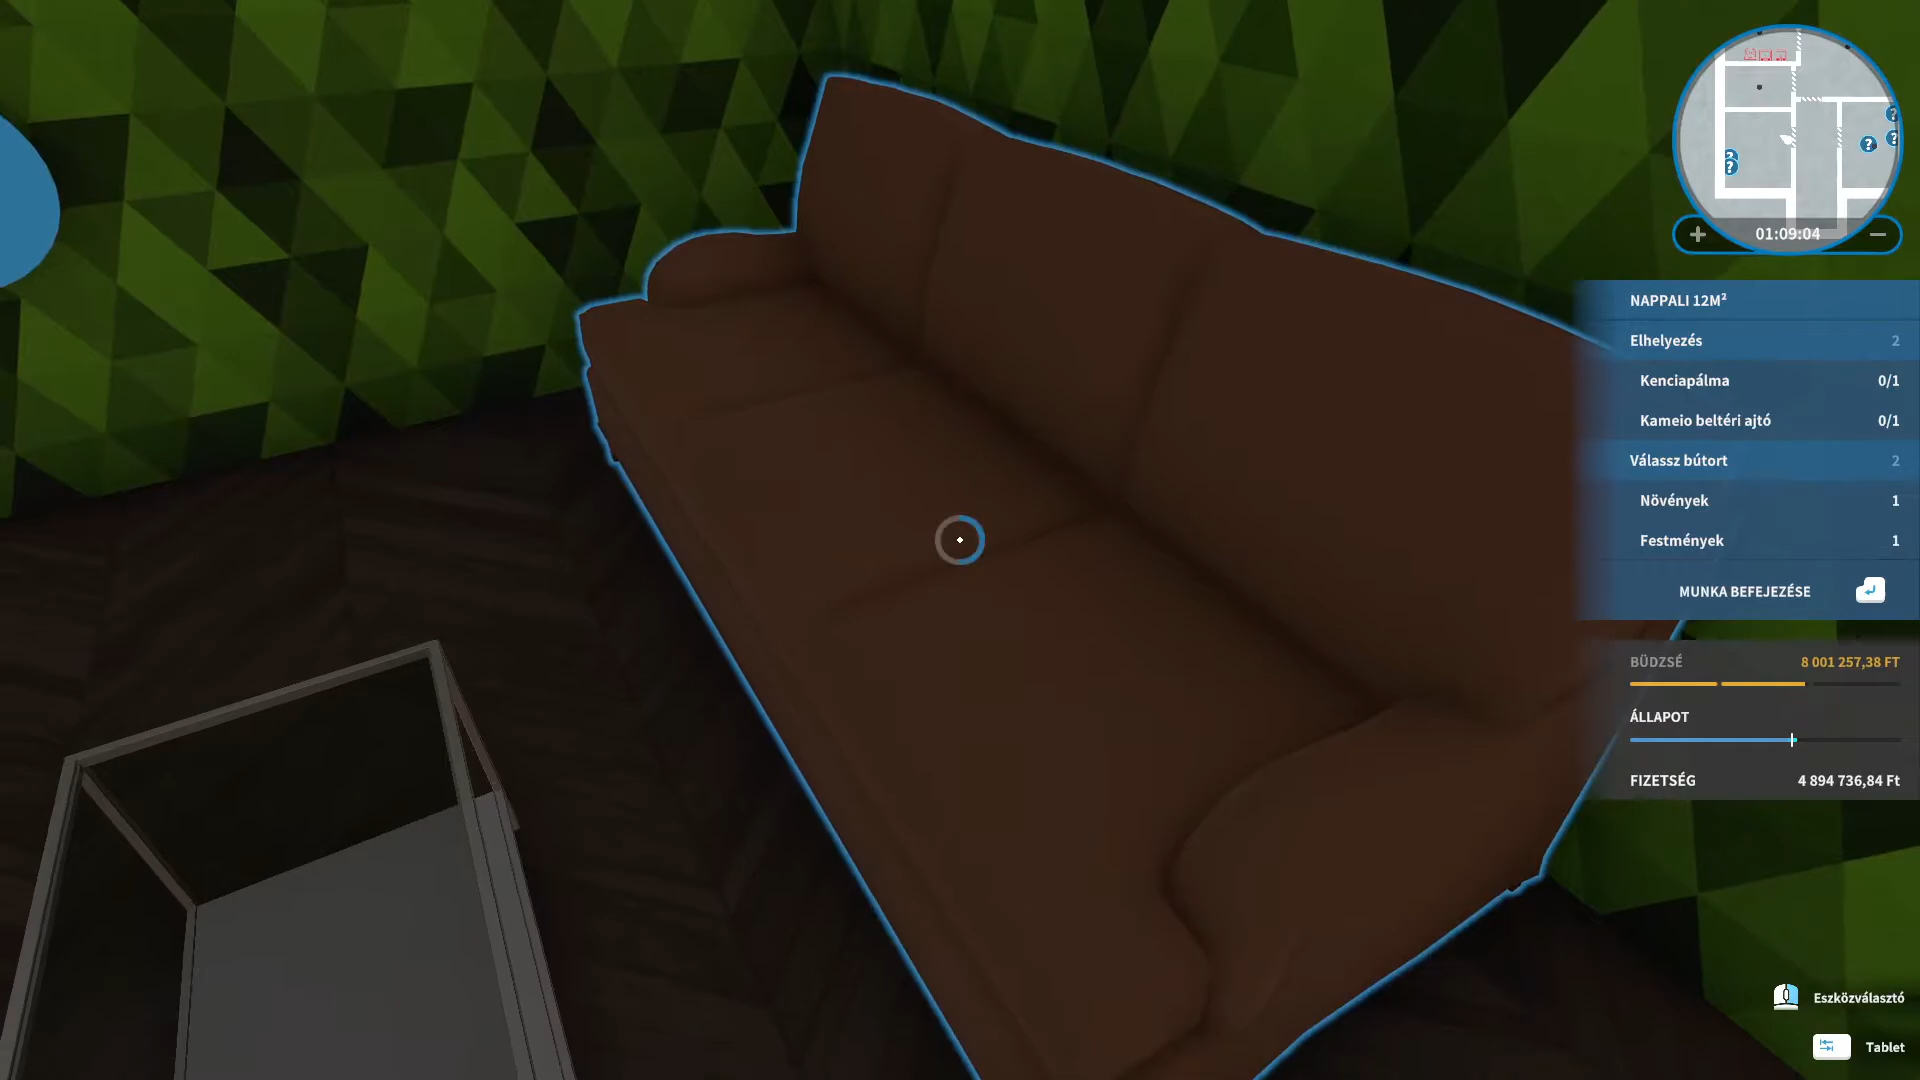 01:09:04
NAPPALI 12M²
Elhelyezés 2
Kenciapálma 0/1
Kameio beltéri ajtó 0/1
Válassz bútort 2
Növények 1
Festmények 1
MUNKA BEFEJEZÉSE
BÜDZSÉ 8 001 257,38 FT
ÁLLAPOT
FIZETSÉG 4 894 736,84 Ft
Eszközválasztó
Tablet